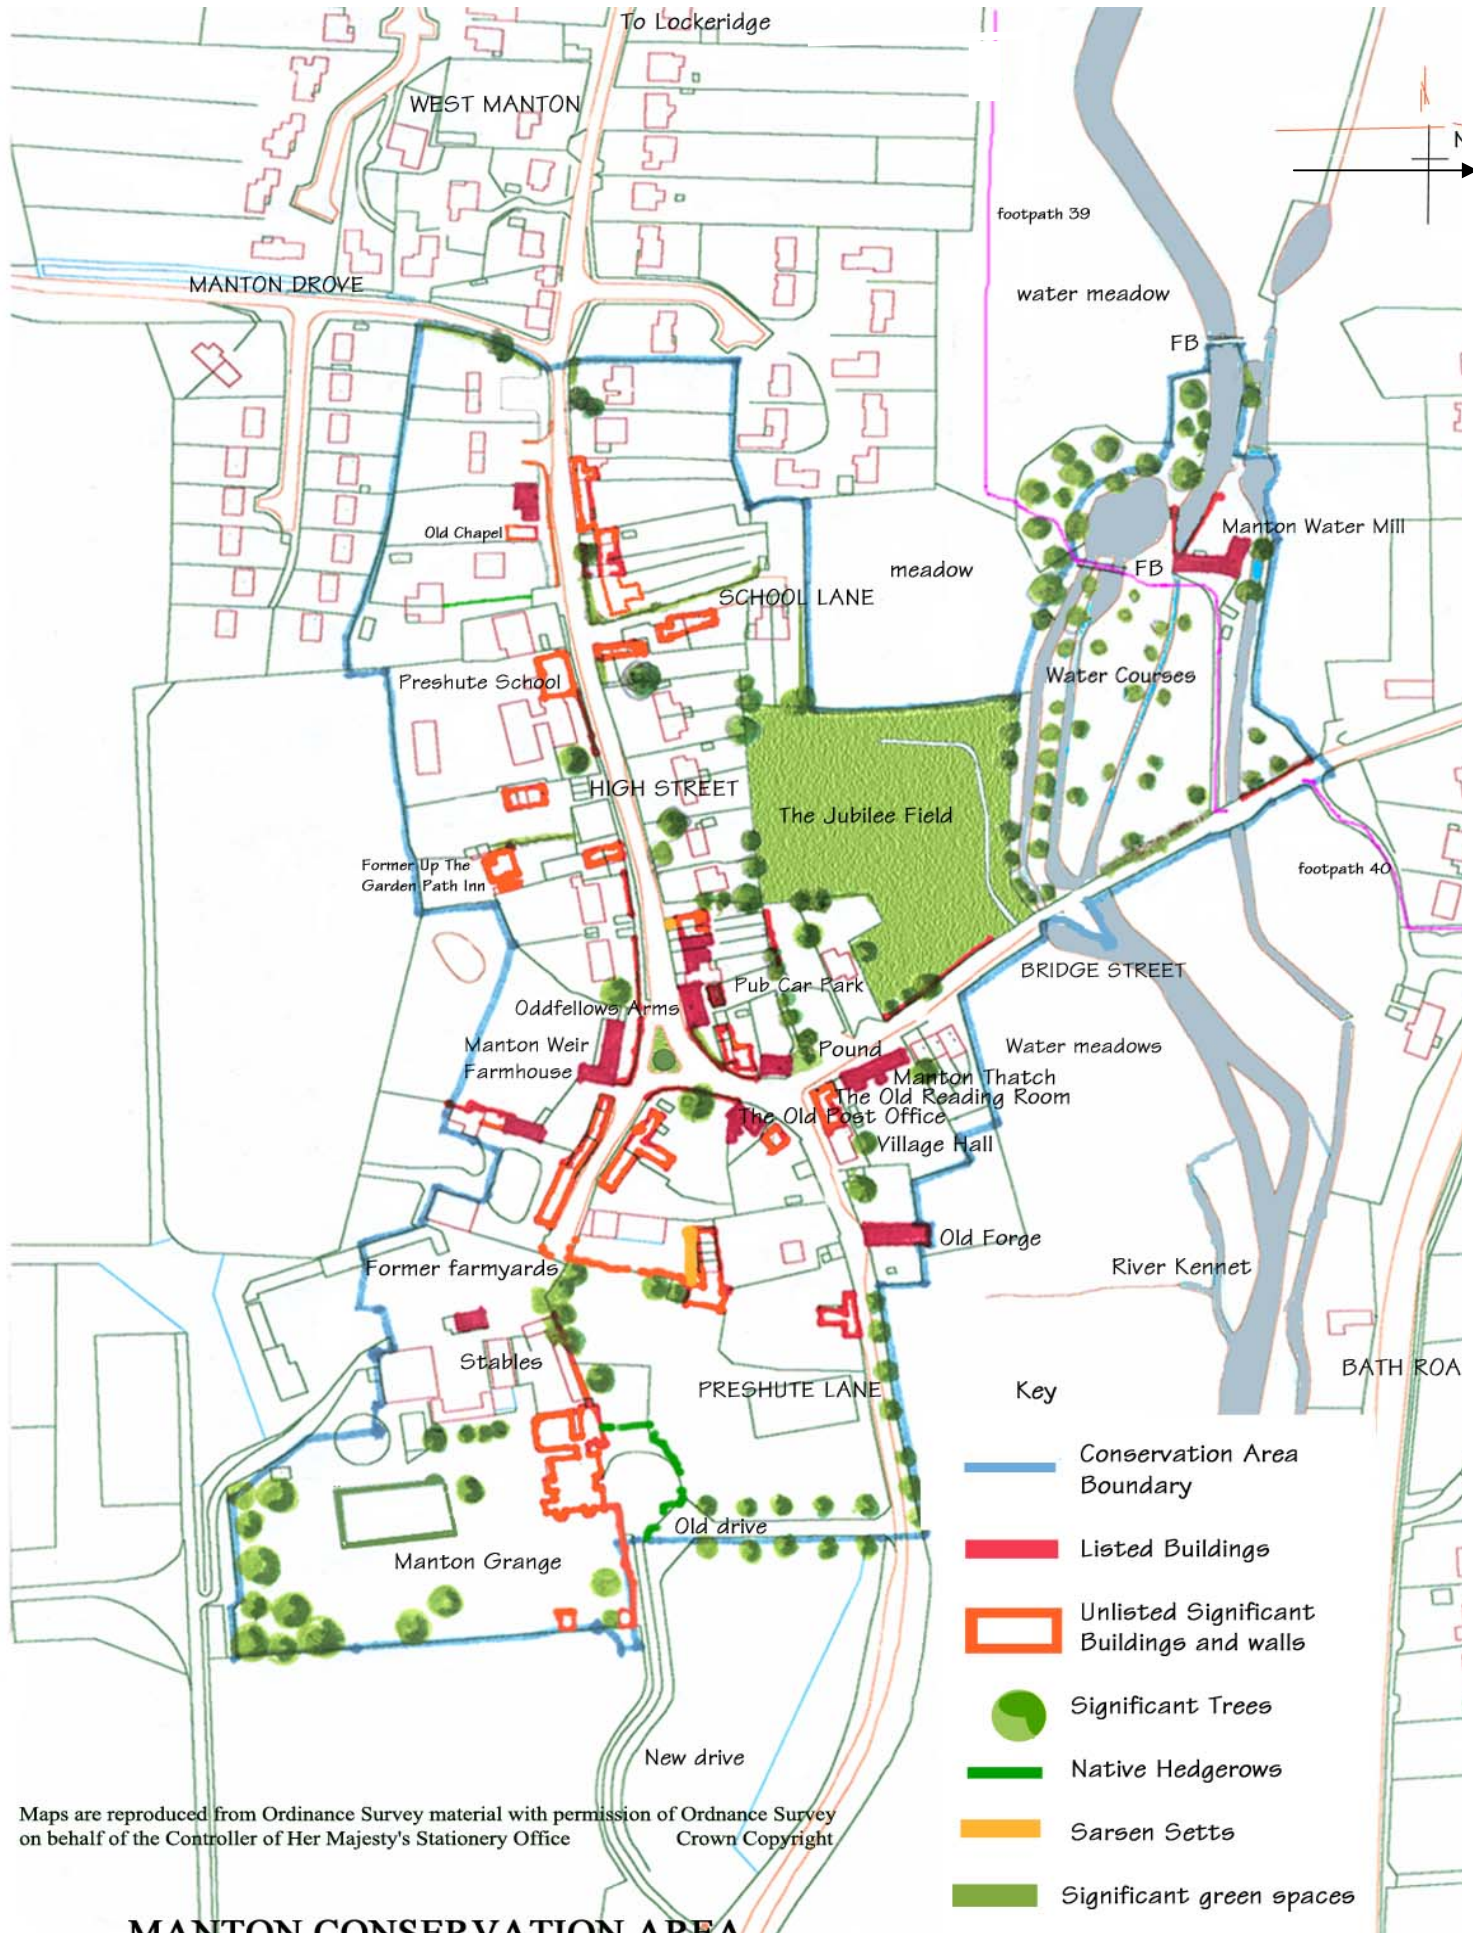 To Lockeridge
WEST MANTON
N
footpath 39
MANTON DROVE
water meadow
FB
Old Chapel
Manton Water Mill
FB
meadow
SCHOOL LANE
Preshute School
Water Courses
HIGH STREET
The Jubilee Field
Former Up The
Garden Path Inn
footpath 40
BRIDGE STREET
Pub Car Park
Oddfellows Arms
Manton Weir
Farmhouse
Pound
Water meadows
Manton Thatch
The Old Reading Room
The Old Post Office
Village Hall
Old Forge
Former farmyards
River Kennet
Stables
BATH ROA
PRESHUTE LANE
Key
Conservation Area
Boundary
Old drive
Listed Buildings
Manton Grange
Unlisted Significant
Buildings and walls
Significant Trees
New drive
Native Hedgerows
Maps are reproduced from Ordinance Survey material with permission of Ordnance Survey
on behalf of the Controller of Her Majesty's Stationery Office Crown Copyright
Sarsen Setts
Significant green spaces
MANTON CONSERVATION AREA